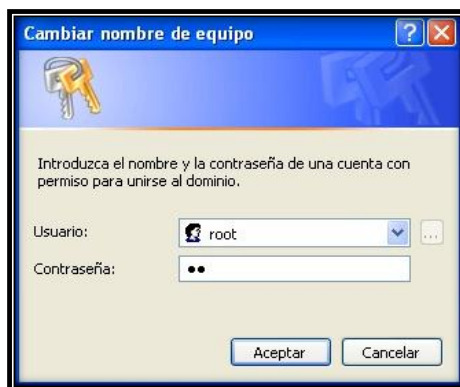 Cambiar nombre de equipo
Introduzca el nombre y la contraseña de una cuenta con
permiso para unirse al dominio.
Usuario:
root
...
Contraseña:
●●
Aceptar
Cancelar